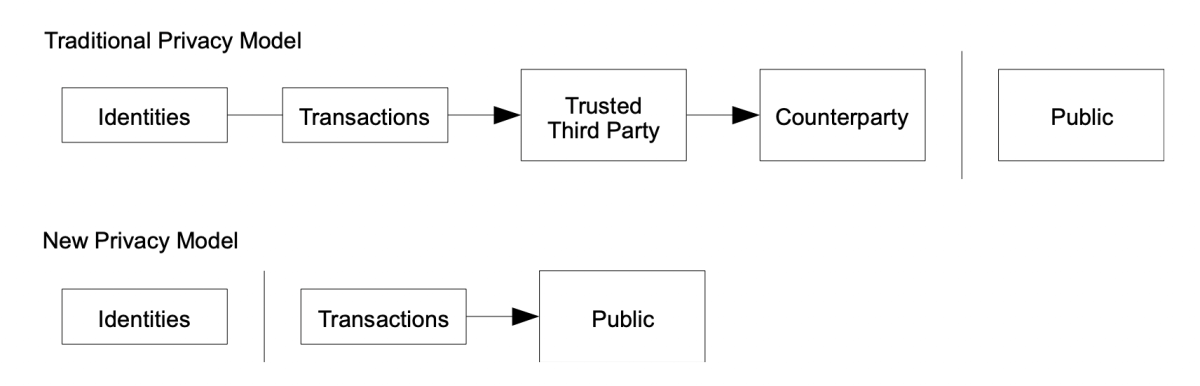 Traditional Privacy Model
Identities
Transactions
Trusted
Third Party
Counterparty
Public
New Privacy Model
Identities
Transactions
Public